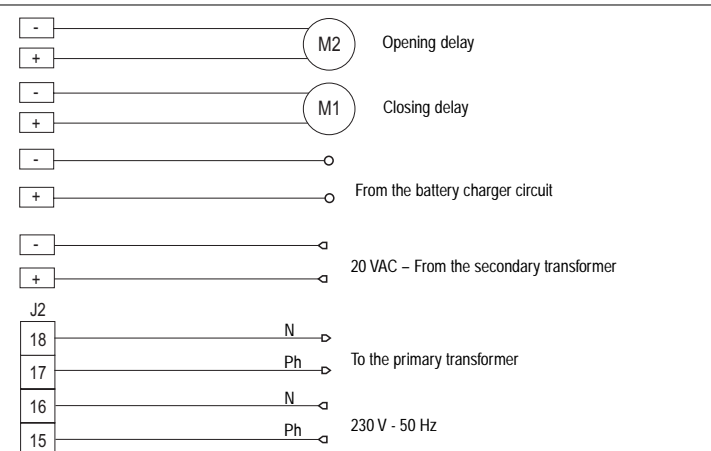 - M2 Opening delay
+
- M1 Closing delay
+
-
+ From the battery charger circuit
-
+ 20 VAC – From the secondary transformer
J2
18 N
17 Ph To the primary transformer
16 N
15 Ph 230 V - 50 Hz